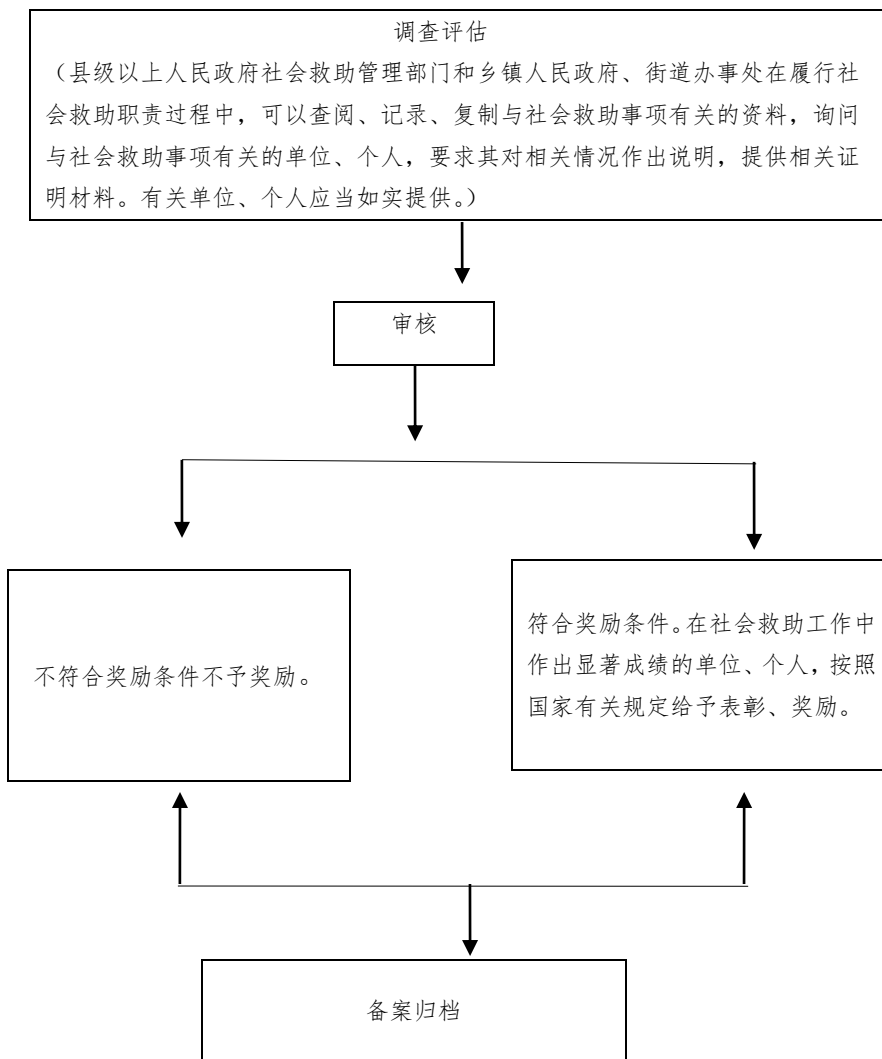 调查评估
（县级以上人民政府社会救助管理部门和乡镇人民政府、街道办事处在履行社
会救助职责过程中，可以查阅、记录、复制与社会救助事项有关的资料，询问
与社会救助事项有关的单位、个人，要求其对相关情况作出说明，提供相关证
明材料。有关单位、个人应当如实提供。）
审核
不符合奖励条件不予奖励。
符合奖励条件。在社会救助工作中
作出显著成绩的单位、个人，按照
国家有关规定给予表彰、奖励。
备案归档